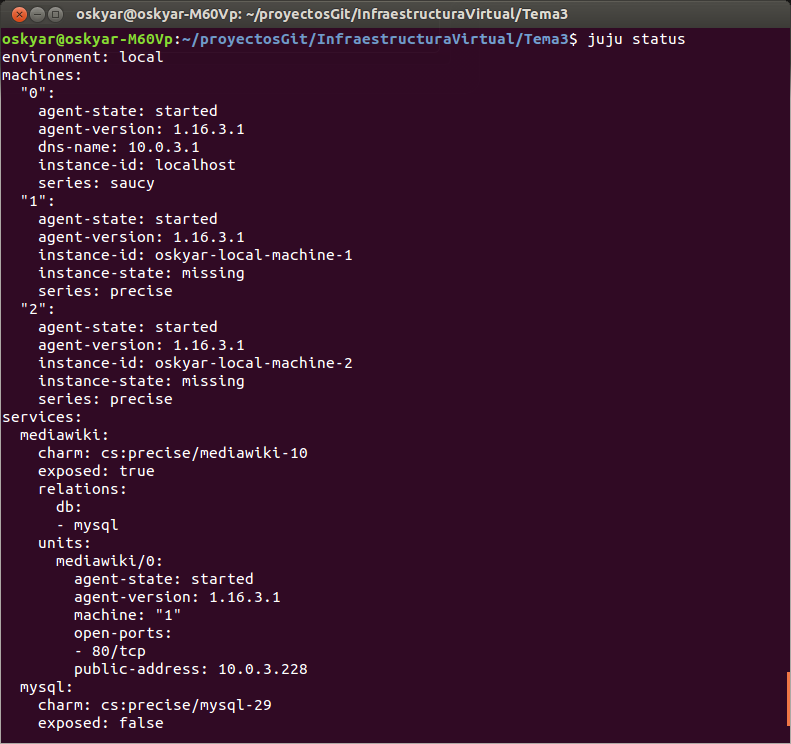 oskyar@oskyar-M60Vp: ~/proyectosGit/InfraestructuraVirtual/Tema3
oskyar@oskyar-M60Vp:~/proyectosGit/InfraestructuraVirtual/Tema3$ juju status
environment: local
machines:
  "0":
    agent-state: started
    agent-version: 1.16.3.1
    dns-name: 10.0.3.1
    instance-id: localhost
    series: saucy
  "1":
    agent-state: started
    agent-version: 1.16.3.1
    instance-id: oskyar-local-machine-1
    instance-state: missing
    series: precise
  "2":
    agent-state: started
    agent-version: 1.16.3.1
    instance-id: oskyar-local-machine-2
    instance-state: missing
    series: precise
services:
  mediawiki:
    charm: cs:precise/mediawiki-10
    exposed: true
    relations:
      db:
      - mysql
    units:
      mediawiki/0:
        agent-state: started
        agent-version: 1.16.3.1
        machine: "1"
        open-ports:
        - 80/tcp
        public-address: 10.0.3.228
  mysql:
    charm: cs:precise/mysql-29
    exposed: false